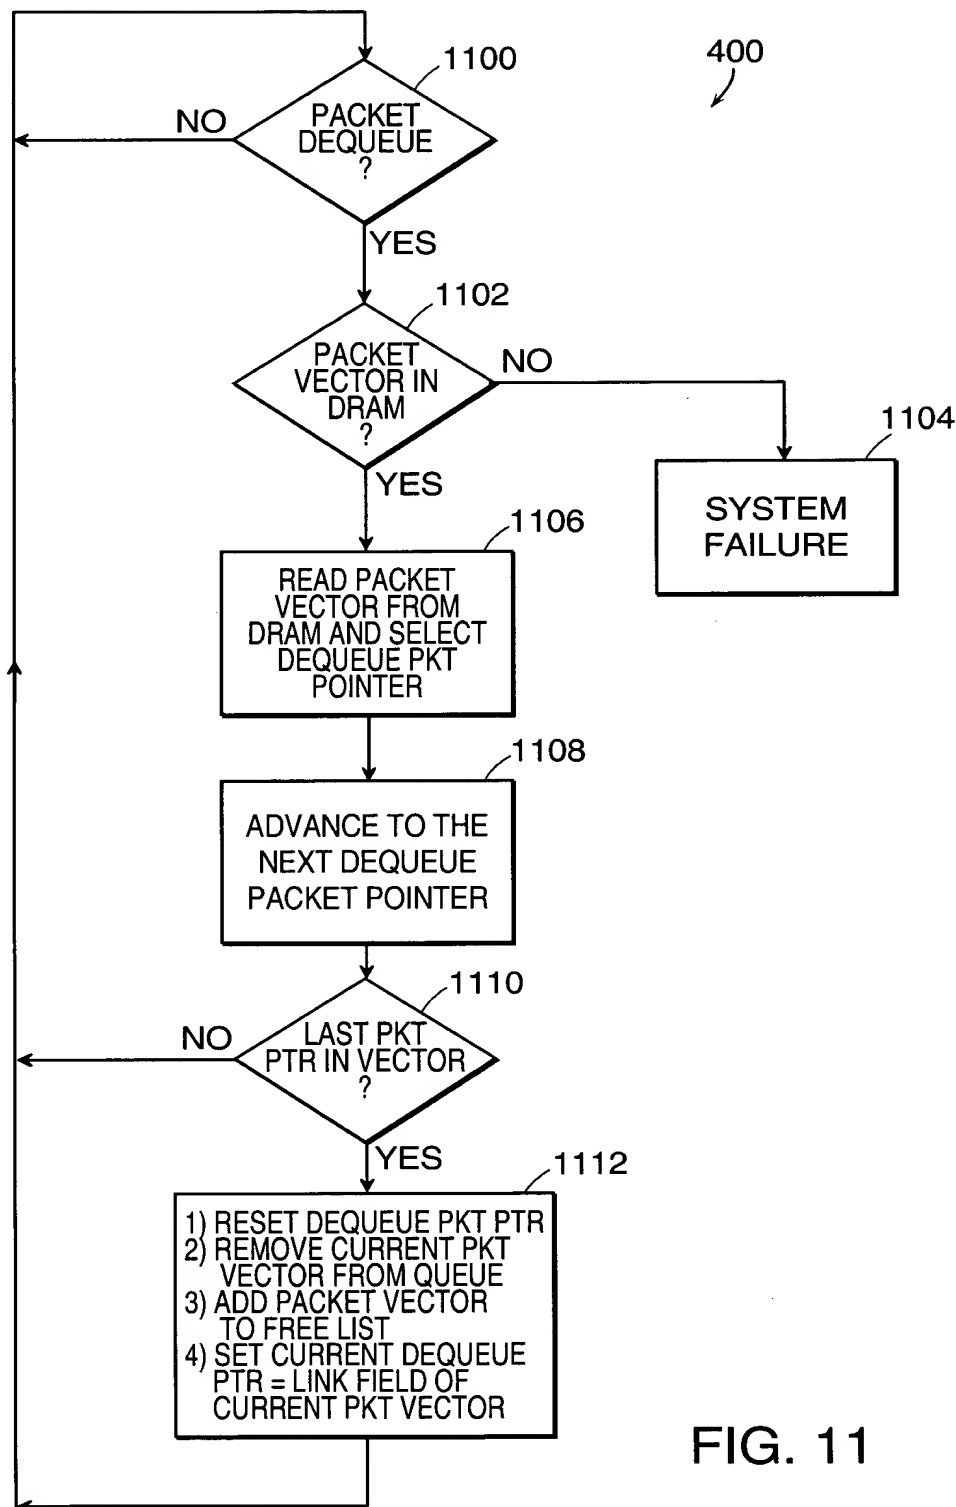 1100
400
PACKET
DEQUEUE
?
NO
YES
1102
PACKET
VECTOR IN
DRAM
?
NO
YES
1104
SYSTEM
FAILURE
1106
READ PACKET
VECTOR FROM
DRAM AND SELECT
DEQUEUE PKT
POINTER
1108
ADVANCE TO THE
NEXT DEQUEUE
PACKET POINTER
1110
LAST PKT
PTR IN VECTOR
?
NO
YES
1112
1) RESET DEQUEUE PKT PTR
2) REMOVE CURRENT PKT
VECTOR FROM QUEUE
3) ADD PACKET VECTOR
TO FREE LIST
4) SET CURRENT DEQUEUE
PTR = LINK FIELD OF
CURRENT PKT VECTOR
FIG. 11